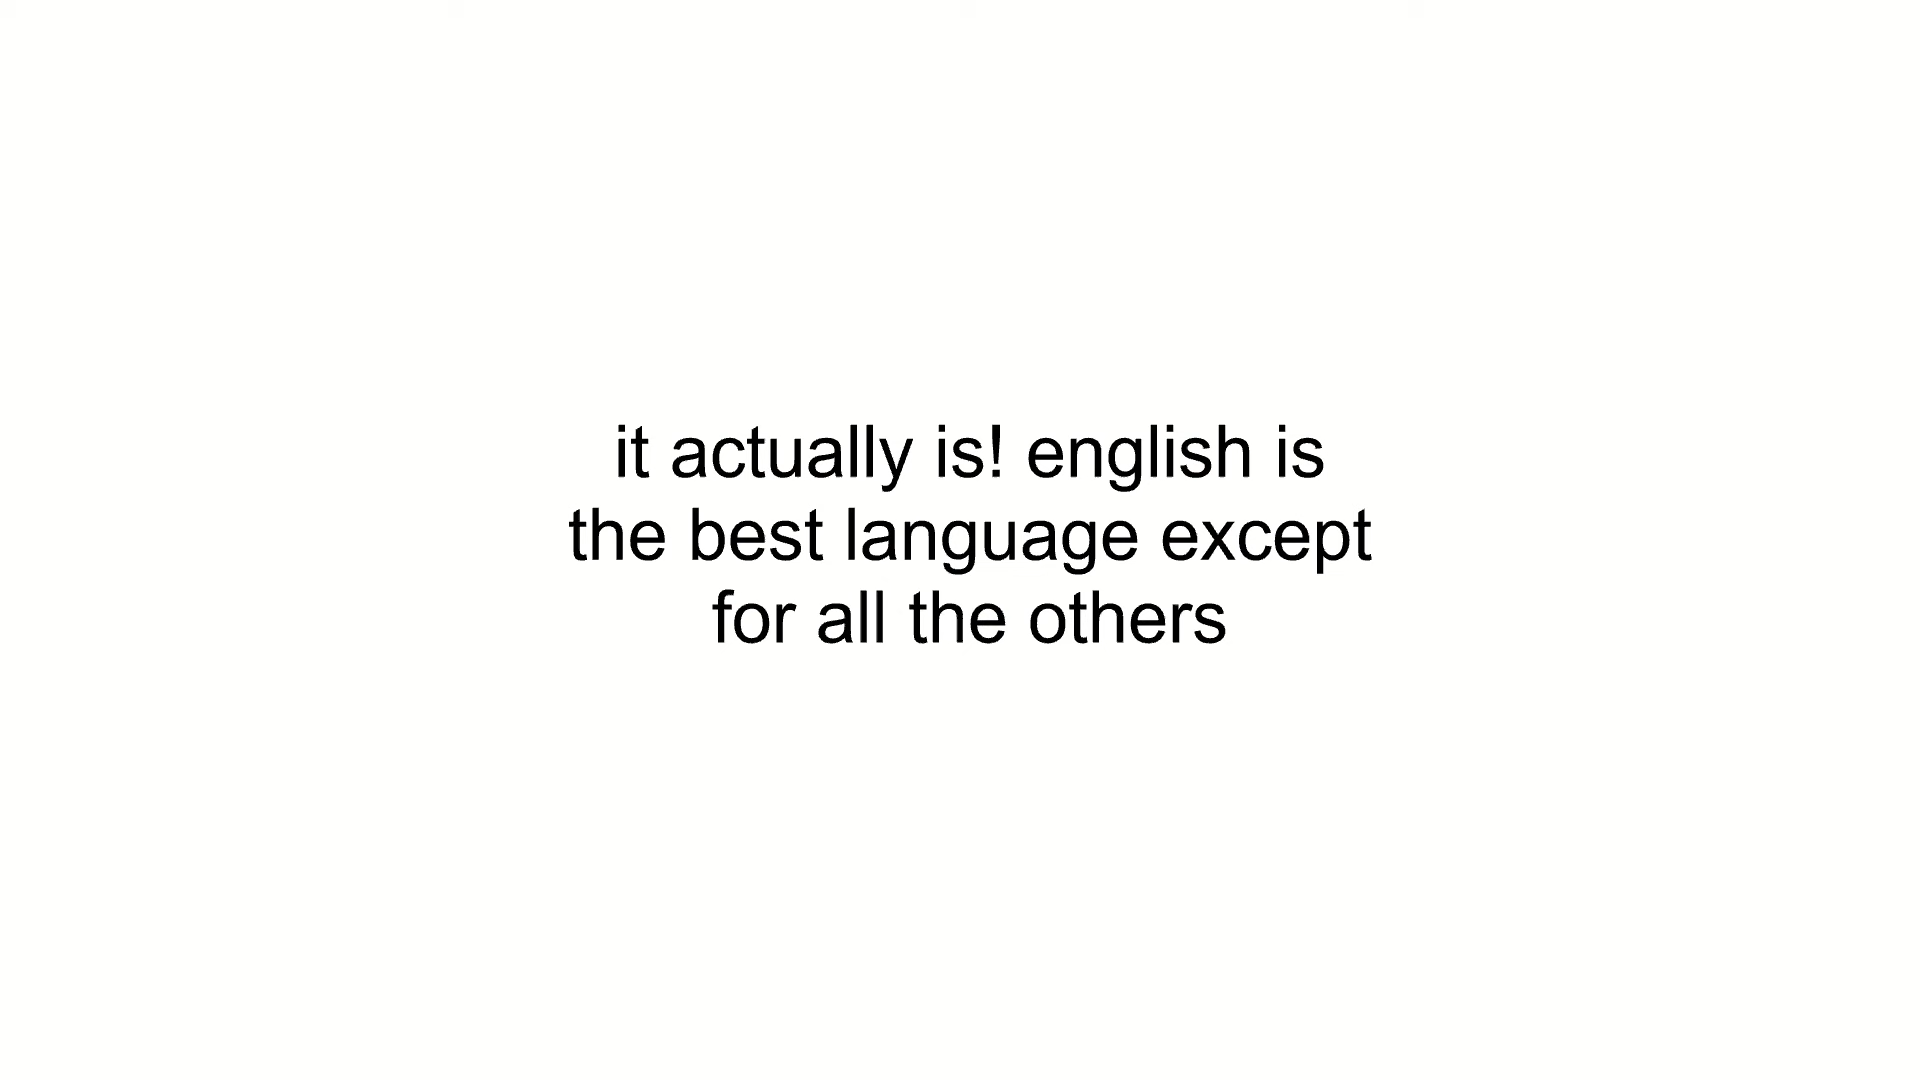 it actually is! english is
the best language except
for all the others